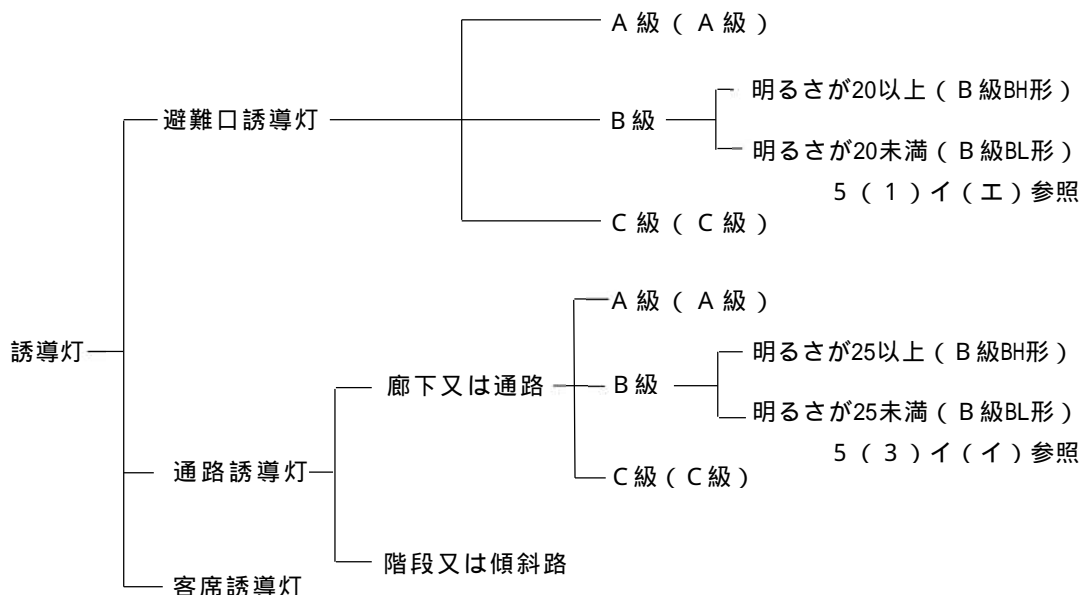 A級（A級）
明るさが20以上（B級BH形）
避難口誘導灯
B級
明るさが20未満（B級BL形）
5（1）イ（エ）参照
C級（C級）
A級（A級）
誘導灯
明るさが25以上（B級BH形）
廊下又は通路
B級
明るさが25未満（B級BL形）
5（3）イ（イ）参照
通路誘導灯
C級（C級）
階段又は傾斜路
客席誘導灯